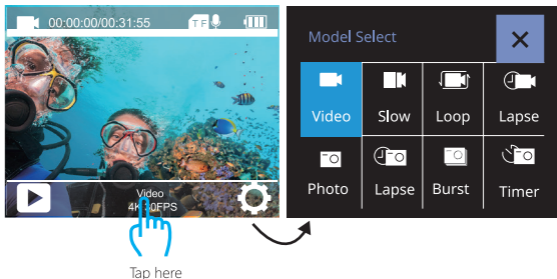 00:00:00/00:31:55 TF
Video
4K 30FPS
Tap here
Model Select
Video Slow Loop Lapse
Photo Lapse Burst Timer